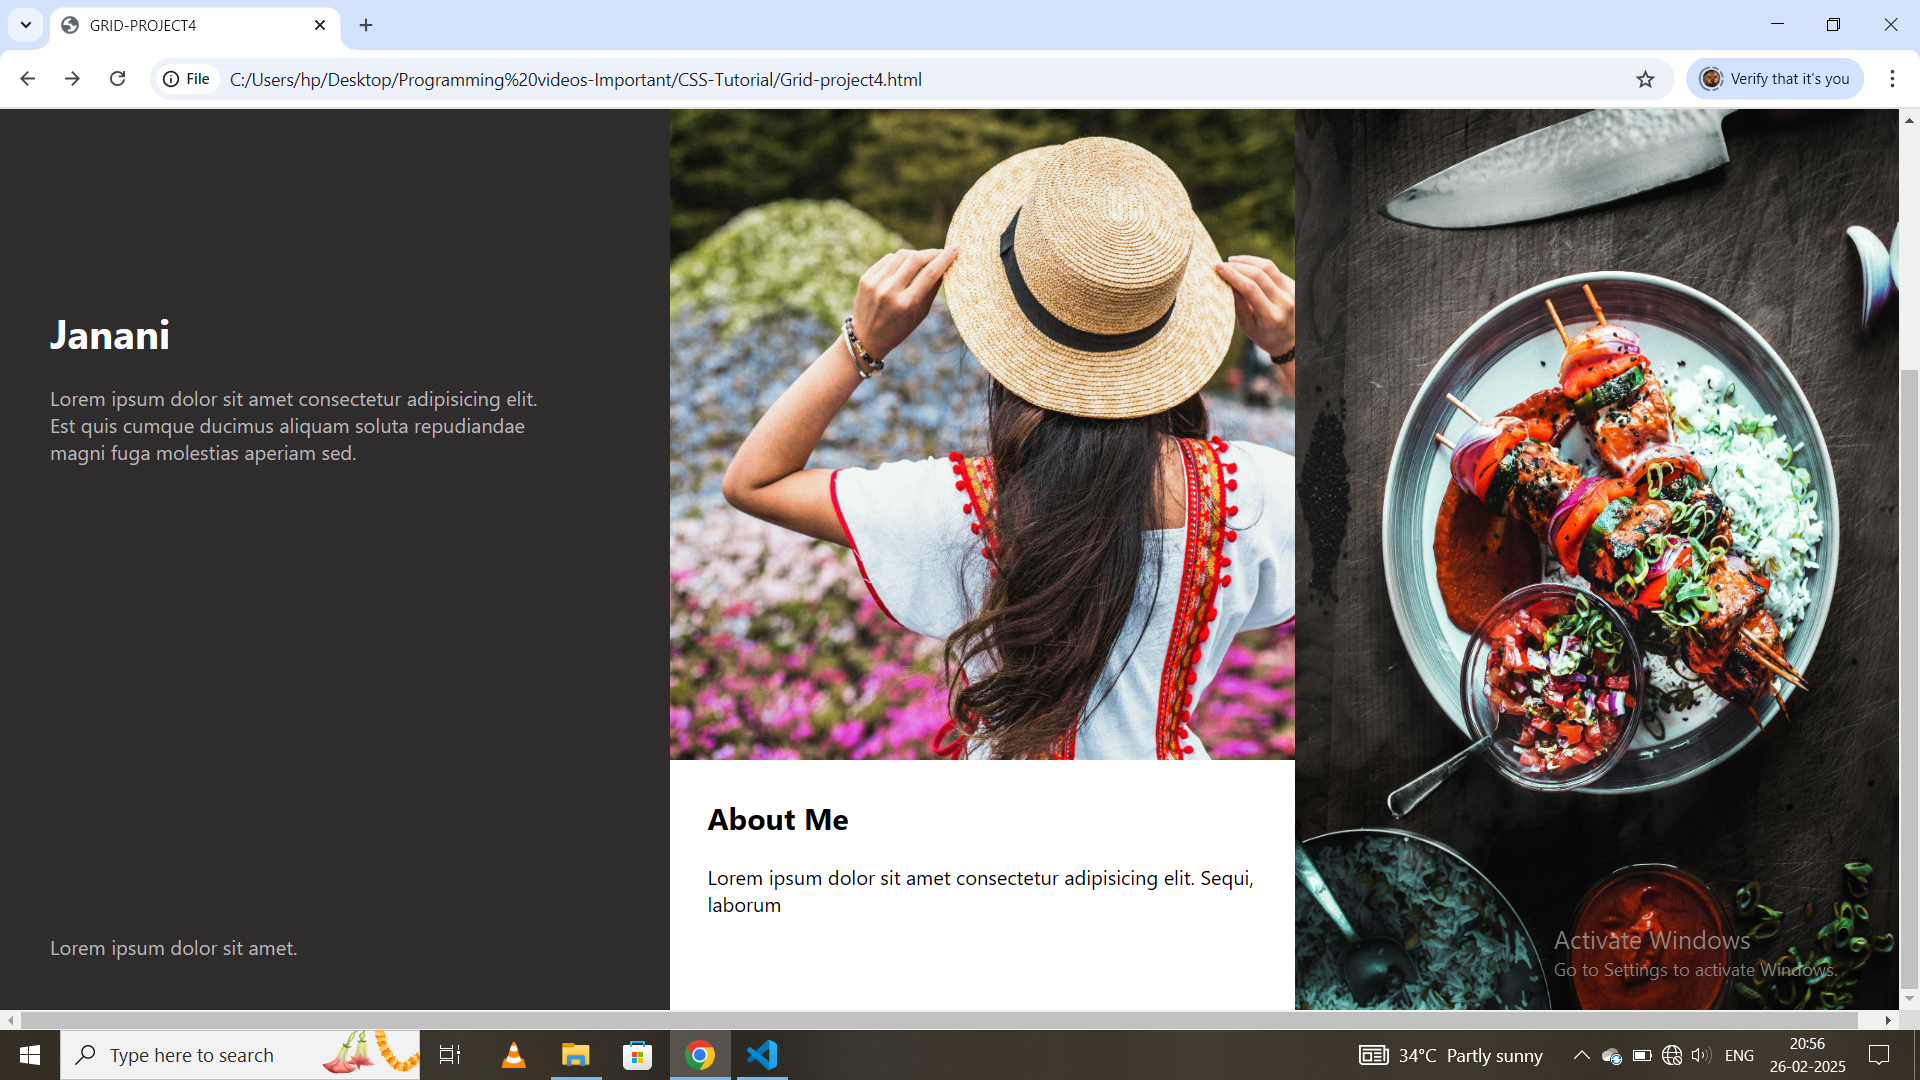 GRID-PROJECT4
File
C:/Users/hp/Desktop/Programming%20videos-Important/CSS-Tutorial/Grid-project4.html
Verify that it's you
Janani
Lorem ipsum dolor sit amet consectetur adipisicing elit.
Est quis cumque ducimus aliquam soluta repudiandae
magni fuga molestias aperiam sed.
Lorem ipsum dolor sit amet.
About Me
Lorem ipsum dolor sit amet consectetur adipisicing elit. Sequi,
laborum
Activate Windows
Go to Settings to activate Windows.
Type here to search
34°C Partly sunny
ENG
20:56
26-02-2025